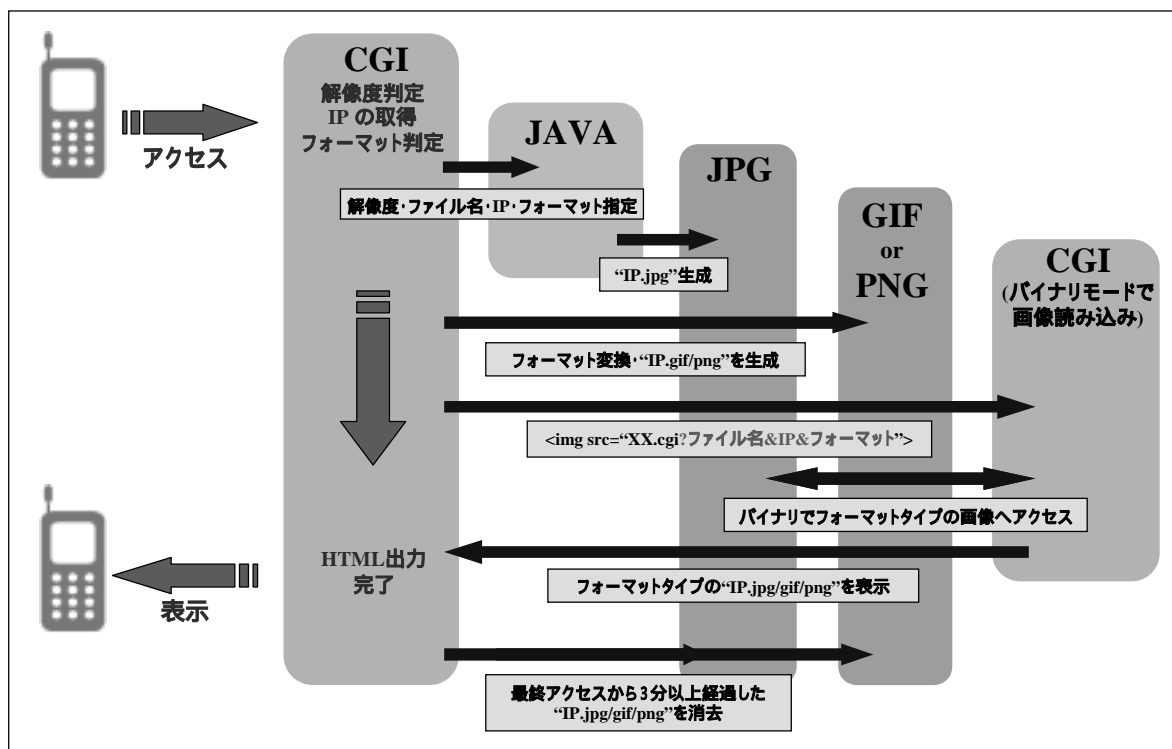 CGI
解像度判定
IP の取得
フォーマット判定
アクセス
JAVA
JPG
解像度・ファイル名・IP・フォーマット指定
GIF
or
PNG
“IP.jpg”生成
CGI
(バイナリモードで
画像読み込み)
フォーマット変換・“IP.gif/png”を生成
<img src=“XX.cgi?ファイル名&IP&フォーマット”>
バイナリでフォーマットタイプの画像へアクセス
HTML出力
完了
表示
フォーマットタイプの“IP.jpg/gif/png”を表示
最終アクセスから3分以上経過した
“IP.jpg/gif/png”を消去